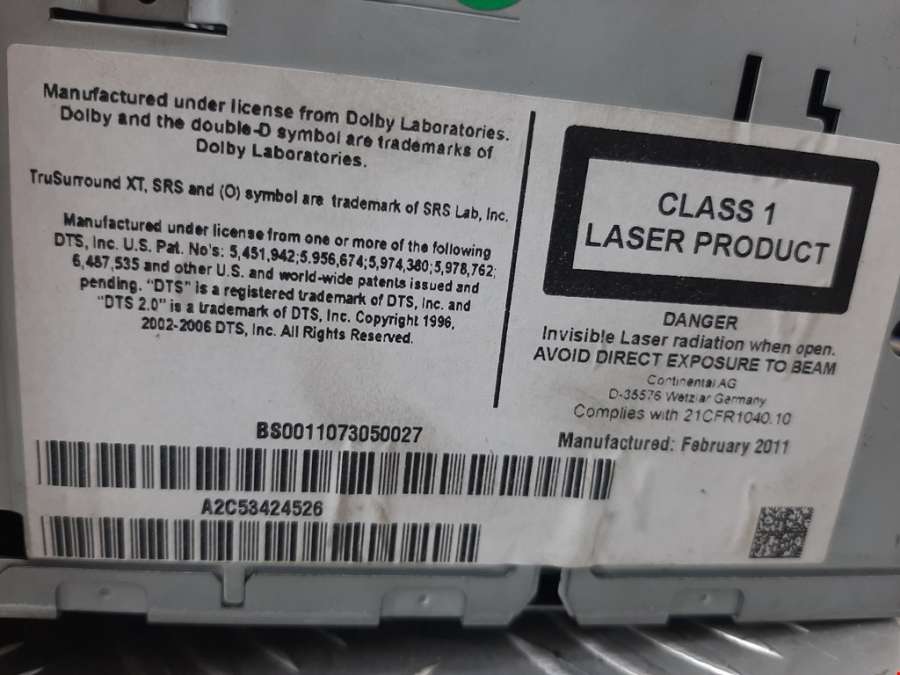 Manufactured under license from Dolby Laboratories.
Dolby and the double-D symbol are trademarks of
Dolby Laboratories.
TruSurround XT, SRS and (O) symbol are trademark of SRS Lab, Inc.
Manufactured under license from one or more of the following
DTS, Inc. U.S. Pat. No's: 5,451,942;5.956,674;5,974,380;5,978,762;
6,487,535 and other U.S. and world-wide patents issued and
pending. "DTS" is a registered trademark of DTS, Inc. and
"DTS 2.0" is a trademark of DTS, Inc. Copyright 1996,
2002-2006 DTS, Inc. All Rights Reserved.
CLASS 1
LASER PRODUCT
DANGER
Invisible Laser radiation when open.
AVOID DIRECT EXPOSURE TO BEAM
Continental AG
D-35576 Wetzlar Germany
Complies with 21CFR1040.10
Manufactured: February 2011
BS0011073050027
A2C53424526